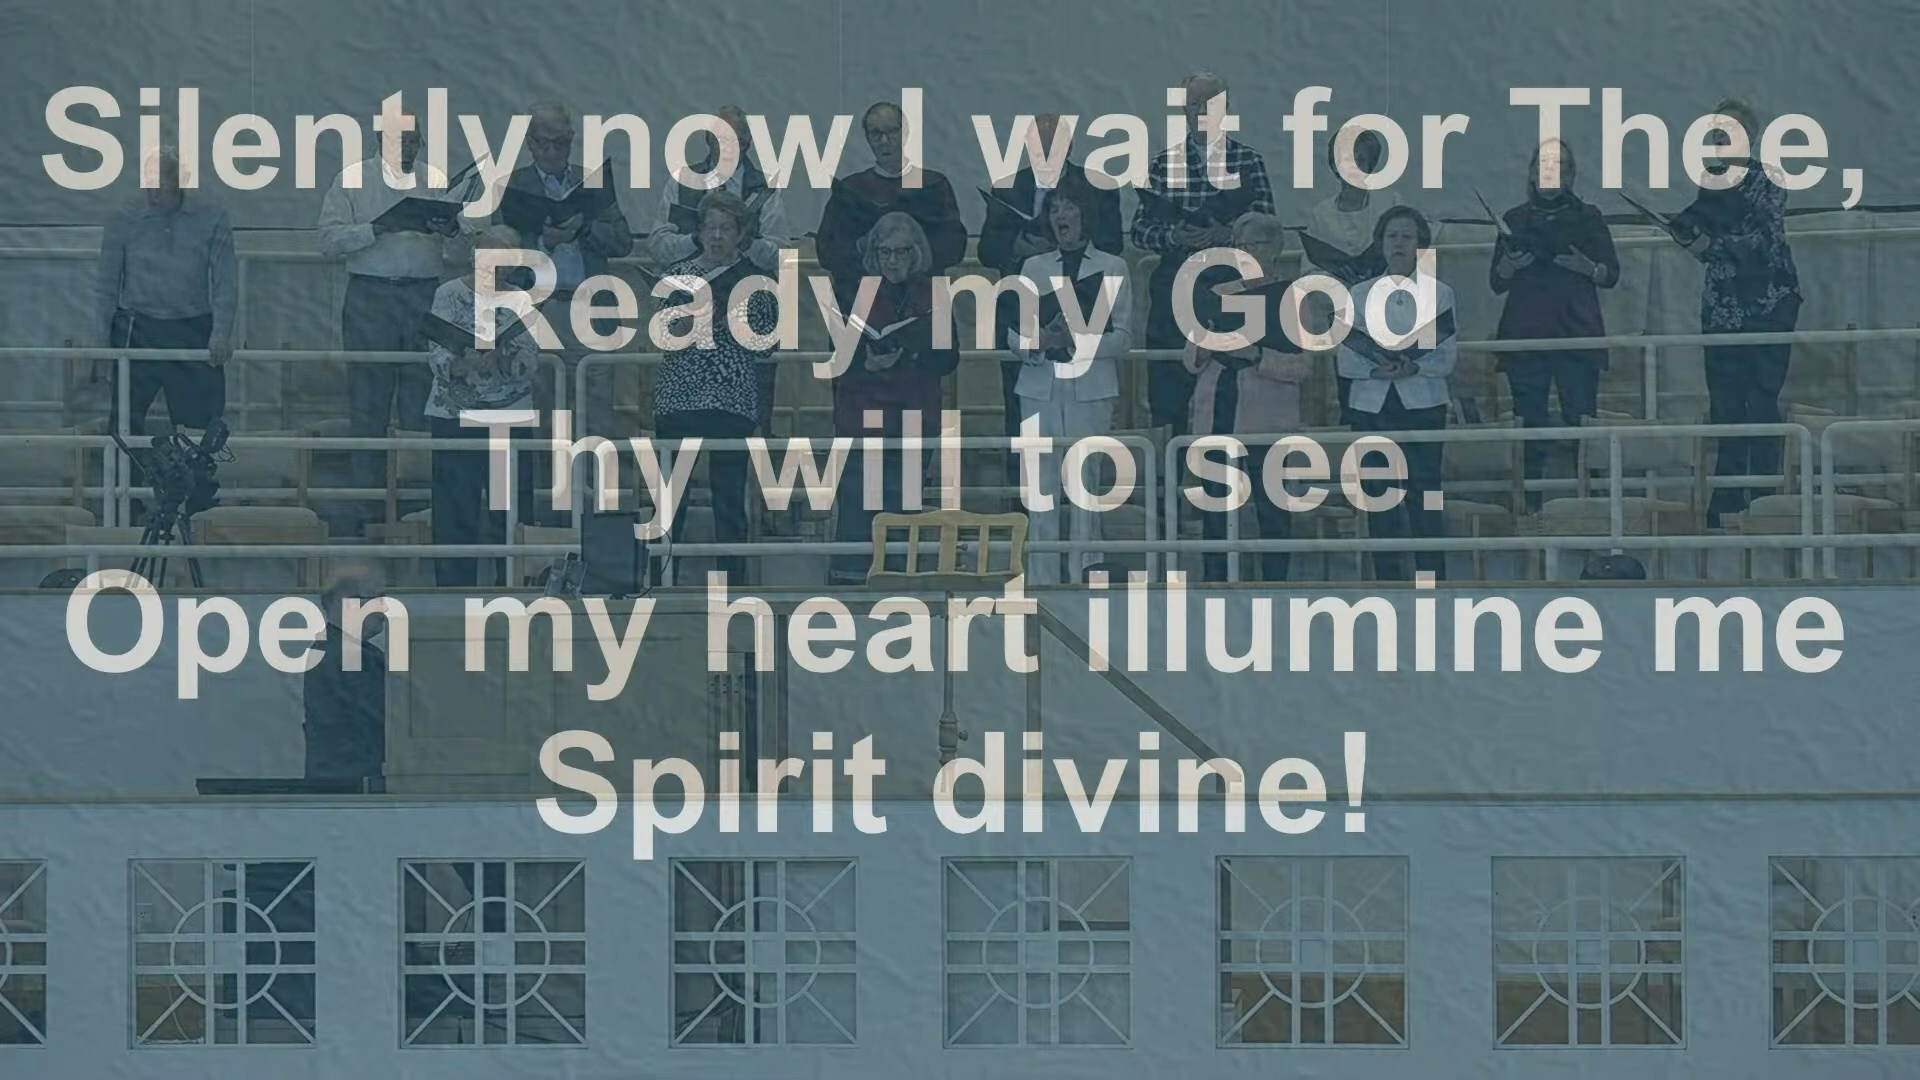 Silently now I wait for Thee,
Ready my God
Thy will to see.
Open my heart illumine me
Spirit divine!